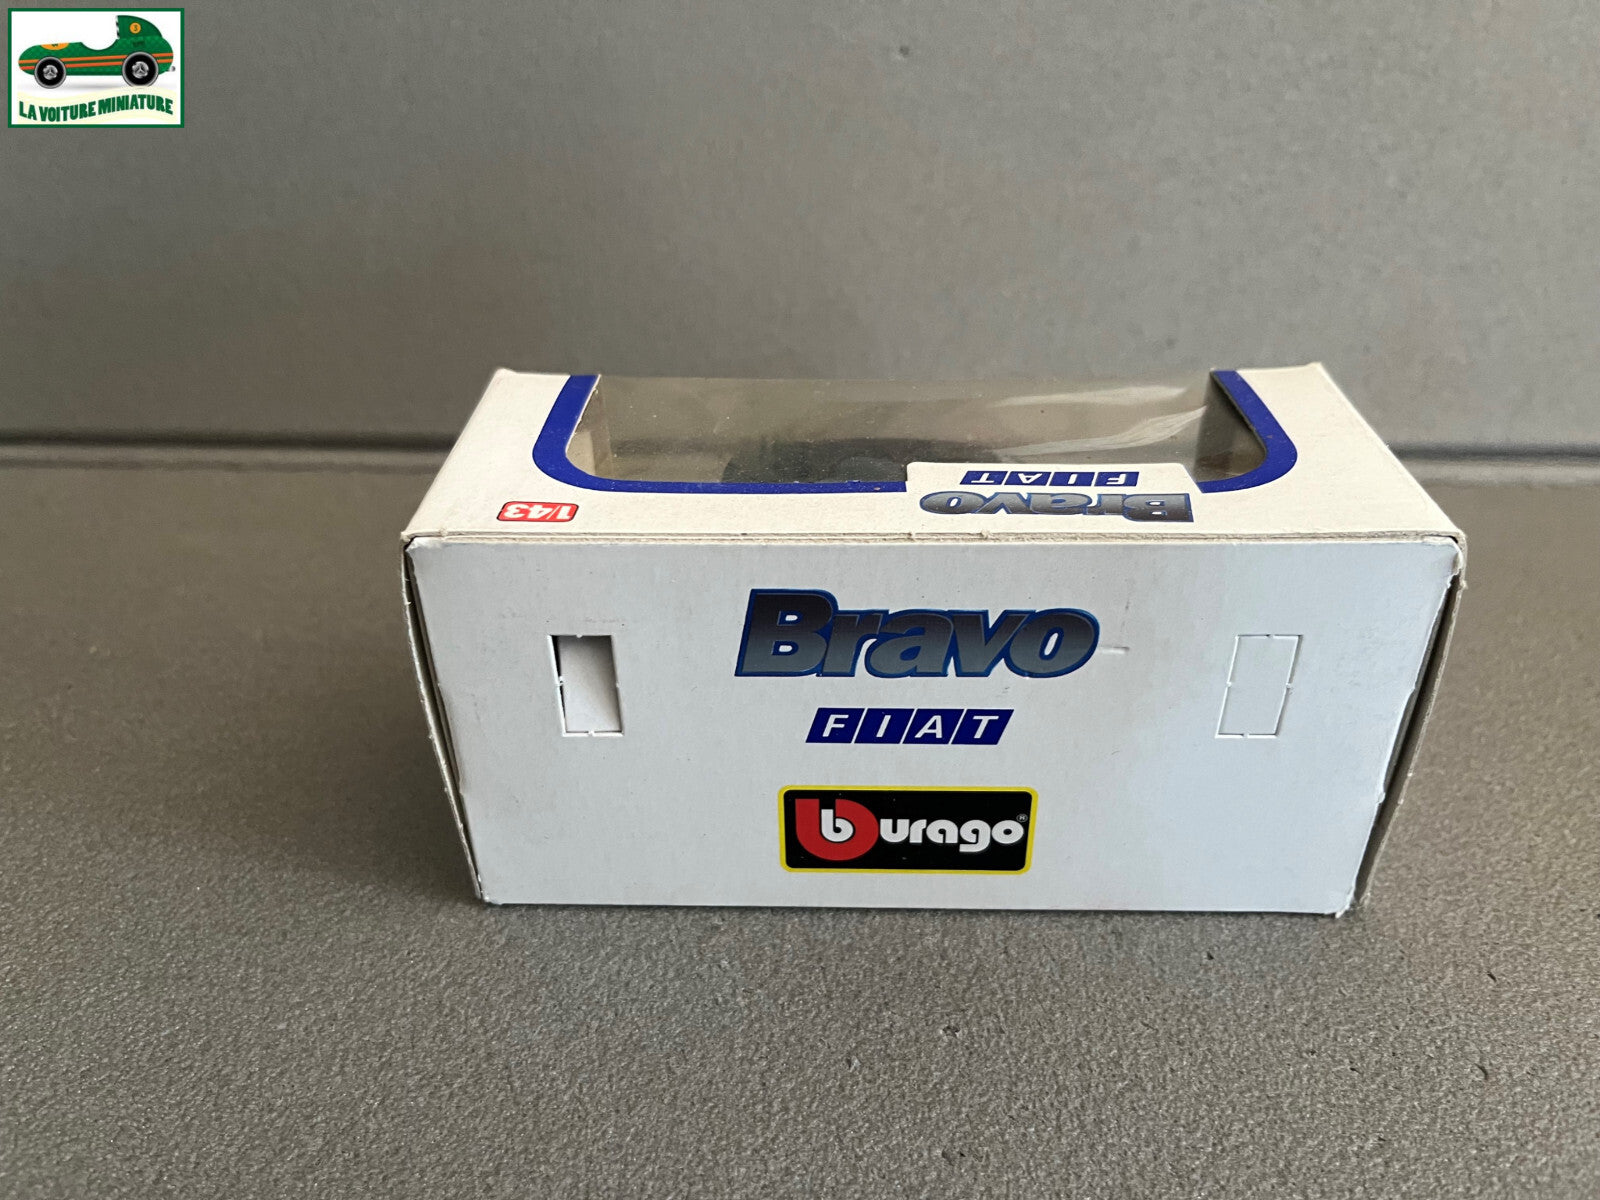 LA VOITURE MINIATURE
FIAT
Bravo
1/43
Bravo
FIAT
burago®